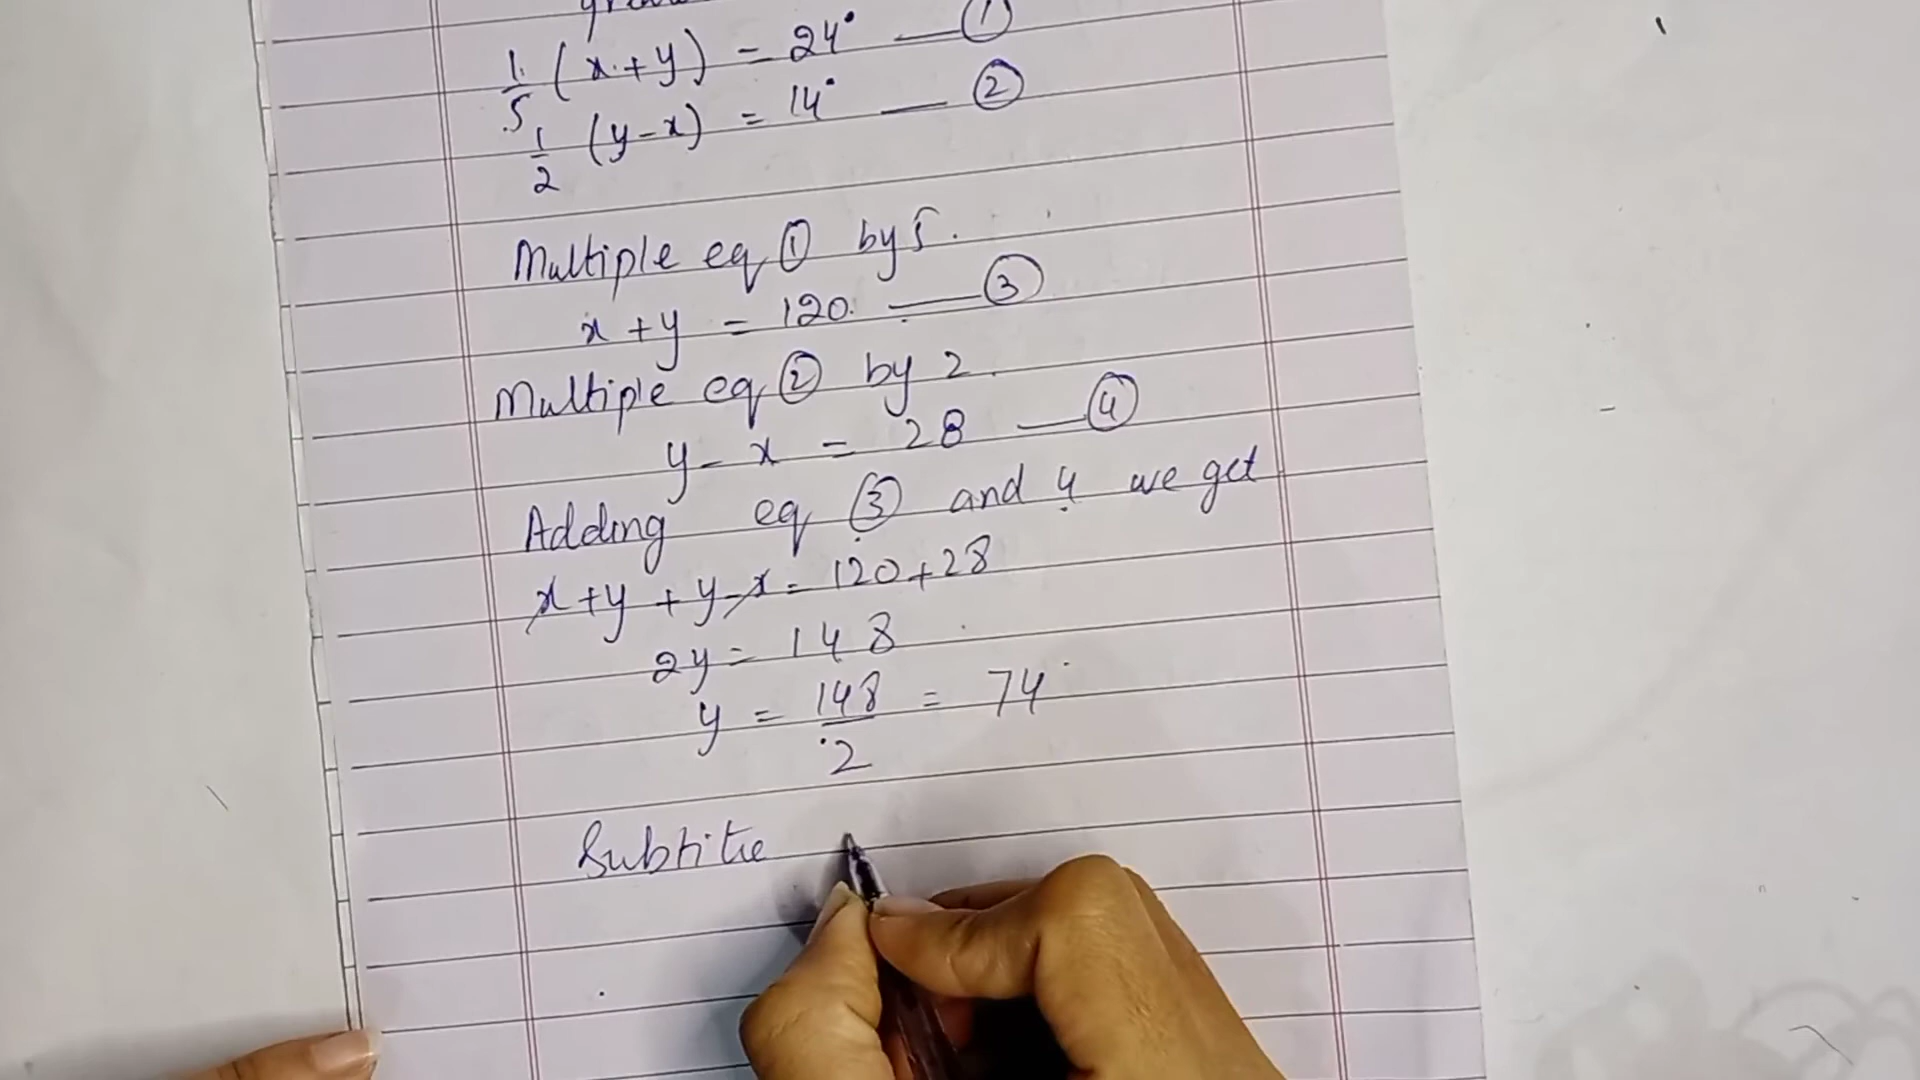 1/5 (x+y) = 24° — ①
1/2 (y-x) = 14° — ②
Multiple eq ① by 5.
x+y = 120. — ③
Multiple eq ② by 2.
y-x = 28 — ④
Adding eq ③ and 4 we get
x+y+y-x = 120+28
2y = 148
y = 148/2 = 74
Subtitue